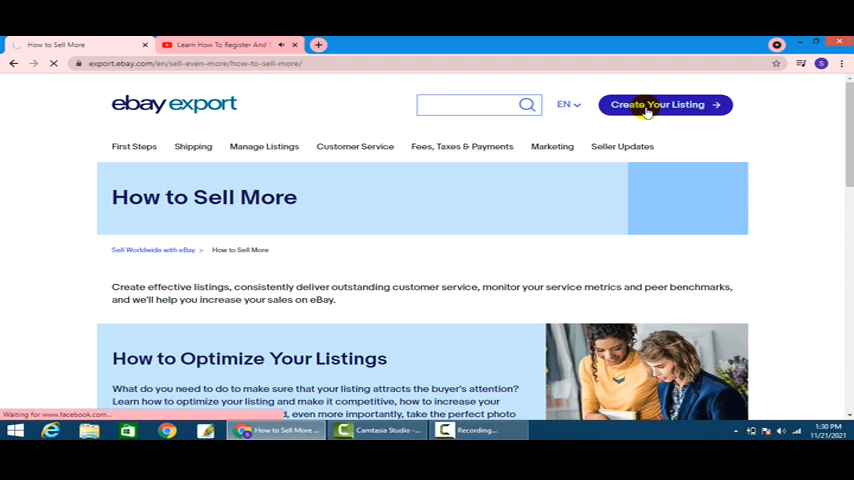 How to Sell More
Learn How To Register And S
export.ebay.com/en/sell-even-more/how-to-sell-more/
S
ebay export
EN
Create Your Listing
First Steps
Shipping
Manage Listings
Customer Service
Fees, Taxes & Payments
Marketing
Seller Updates
How to Sell More
Sell Worldwide with eBay > How to Sell More
Create effective listings, consistently deliver outstanding customer service, monitor your service metrics and peer benchmarks,
and we'll help you increase your sales on eBay.
How to Optimize Your Listings
What do you need to do to make sure that your listing attracts the buyer's attention?
Learn how to optimize your listing and make it competitive, how to increase your
d, even more importantly, take the perfect photo
Waiting for www.facebook.com...
How to Sell More ...
Camtasia Studio -...
Recording...
1:30 PM
11/21/2021